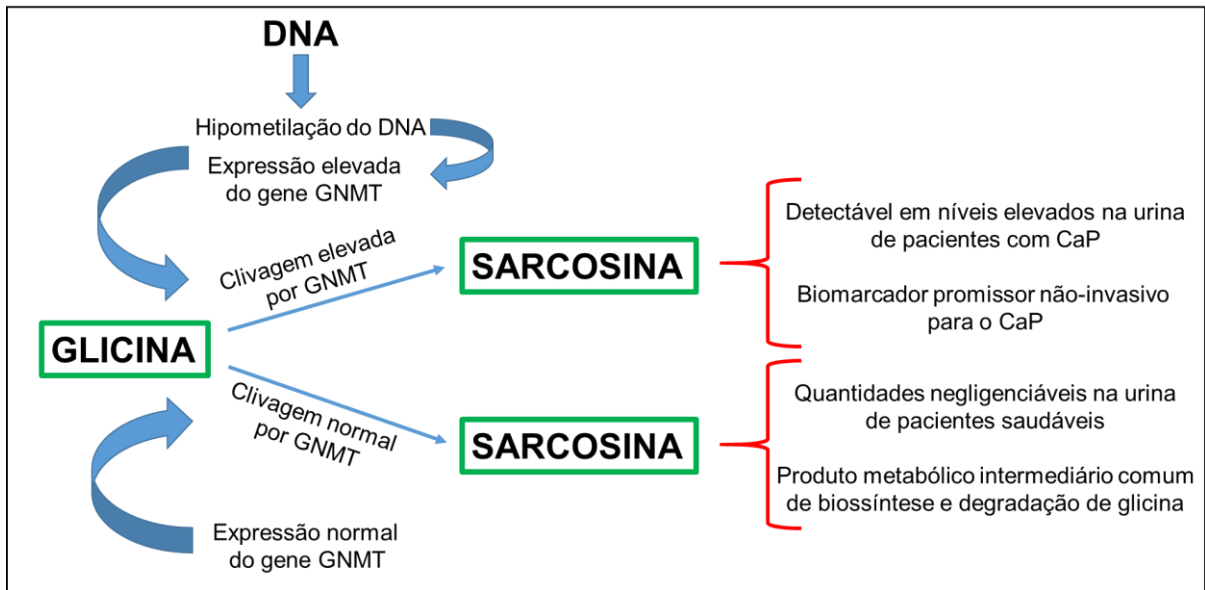 DNA
Hipometilação do DNA
Expressão elevada
do gene GNMT
Clivagem elevada
por GNMT
SARCOSINA
Detectável em níveis elevados na urina
de pacientes com CaP
Biomarcador promissor não-invasivo
para o CaP
GLICINA
Clivagem normal
por GNMT
SARCOSINA
Quantidades negligenciáveis na urina
de pacientes saudáveis
Produto metabólico intermediário comum
de biossíntese e degradação de glicina
Expressão normal
do gene GNMT